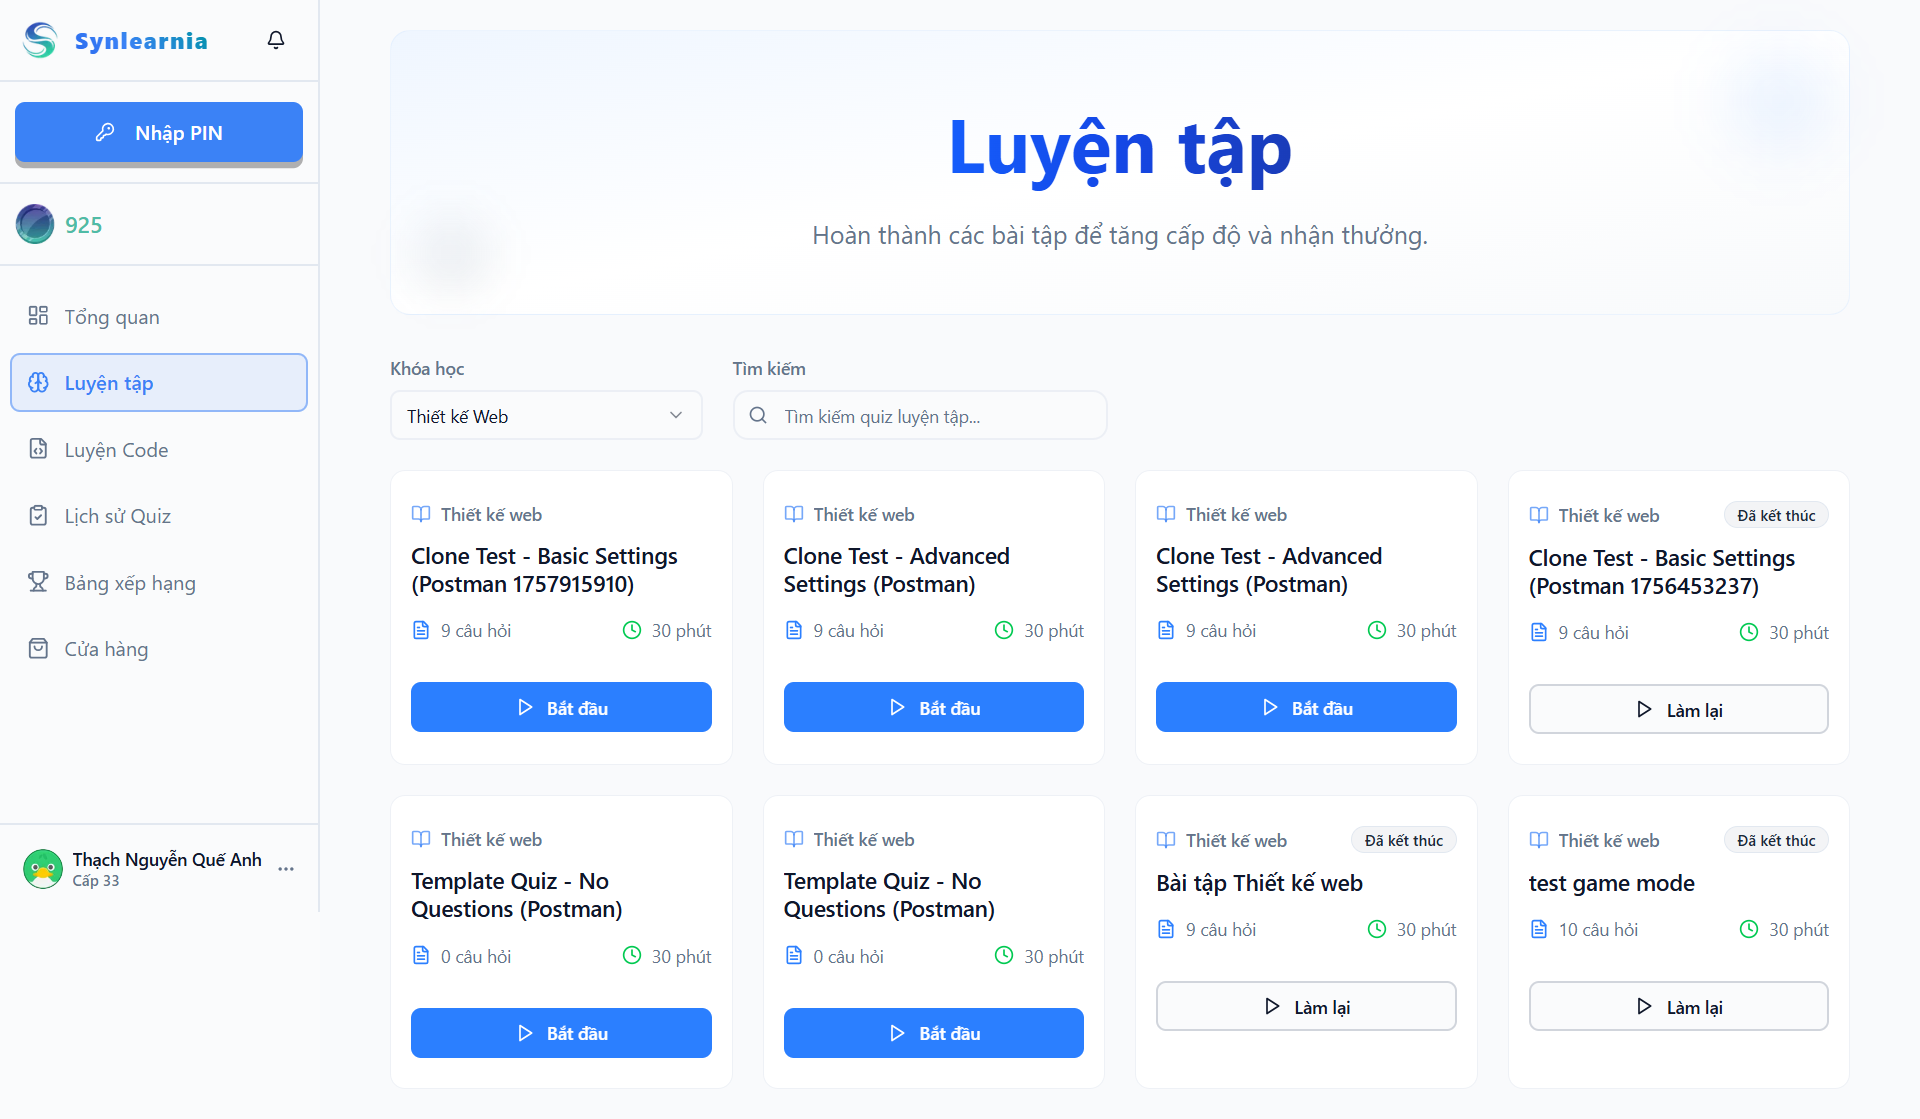 Synlearnia
Nhập PIN
925
Tổng quan
Luyện tập
Luyện Code
Lịch sử Quiz
Bảng xếp hạng
Cửa hàng
Thạch Nguyễn Quế Anh
Cấp 33
Luyện tập
Hoàn thành các bài tập để tăng cấp độ và nhận thưởng.
Khóa học
Thiết kế Web
Tìm kiếm
Tìm kiếm quiz luyện tập...
Thiết kế web
Clone Test - Basic Settings
(Postman 1757915910)
9 câu hỏi
30 phút
Bắt đầu
Thiết kế web
Clone Test - Advanced
Settings (Postman)
9 câu hỏi
30 phút
Bắt đầu
Thiết kế web
Clone Test - Advanced
Settings (Postman)
9 câu hỏi
30 phút
Bắt đầu
Thiết kế web
Đã kết thúc
Clone Test - Basic Settings
(Postman 1756453237)
9 câu hỏi
30 phút
Làm lại
Thiết kế web
Template Quiz - No
Questions (Postman)
0 câu hỏi
30 phút
Bắt đầu
Thiết kế web
Template Quiz - No
Questions (Postman)
0 câu hỏi
30 phút
Bắt đầu
Thiết kế web
Đã kết thúc
Bài tập Thiết kế web
9 câu hỏi
30 phút
Làm lại
Thiết kế web
Đã kết thúc
test game mode
10 câu hỏi
30 phút
Làm lại